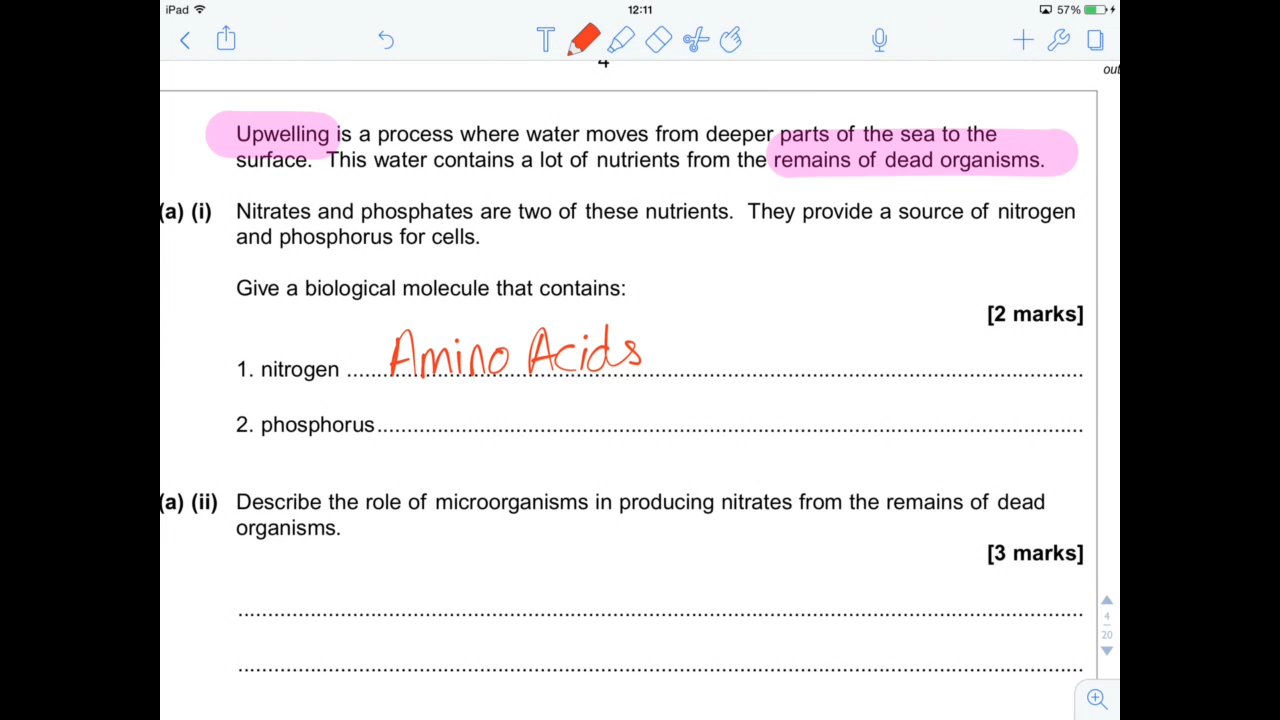 iPad 12:11 57%
4
out
Upwelling is a process where water moves from deeper parts of the sea to the
surface. This water contains a lot of nutrients from the remains of dead organisms.
(a) (i) Nitrates and phosphates are two of these nutrients. They provide a source of nitrogen
and phosphorus for cells.
Give a biological molecule that contains:
[2 marks]
1. nitrogen ........ Amino Acids ........
2. phosphorus ........
(a) (ii) Describe the role of microorganisms in producing nitrates from the remains of dead
organisms.
[3 marks]
4
20